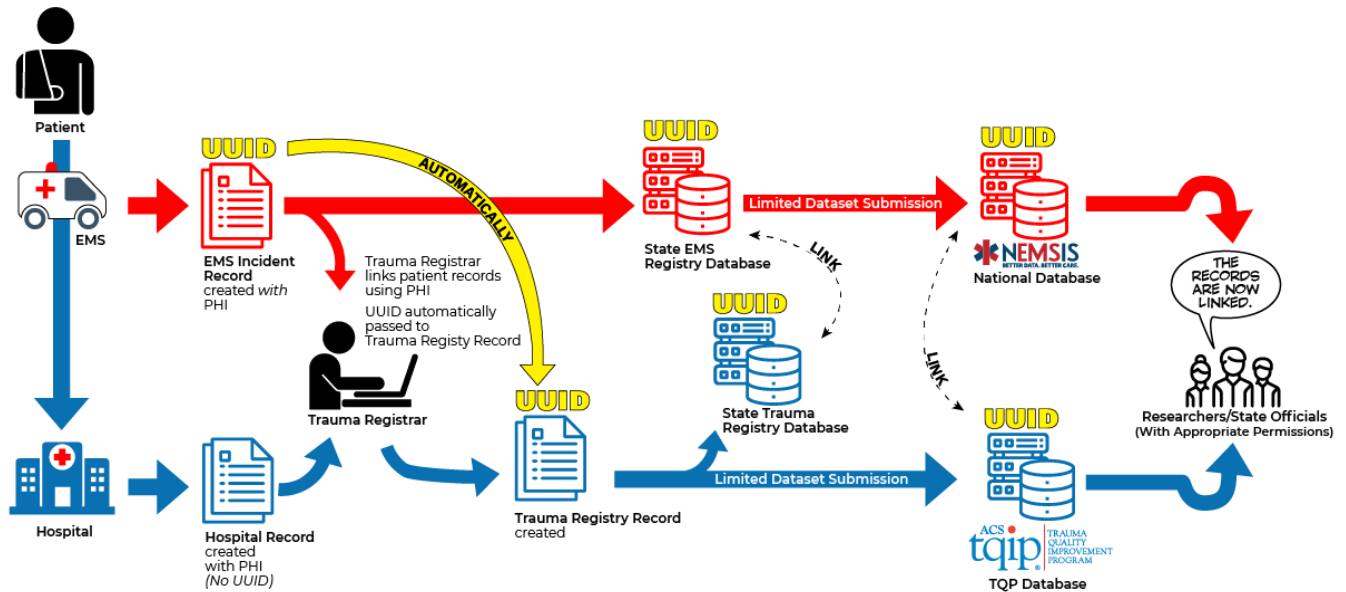 Patient
EMS
UUID
EMS Incident
Record
created with
PHI
AUTOMATICALLY
Trauma Registrar
links patient records
using PHI
UUID automatically
passed to
Trauma Registy Record
Trauma Registrar
Hospital
Hospital Record
created
with PHI
(No UUID)
UUID
Trauma Registry Record
created
UUID
State EMS
Registry Database
LINK
UUID
State Trauma
Registry Database
Limited Dataset Submission
Limited Dataset Submission
UUID
NEMSIS
BETTER DATA. BETTER CARE.
National Database
LINK
UUID
ACS
tqip®
TRAUMA
QUALITY
IMPROVEMENT
PROGRAM
TQP Database
THE
RECORDS
ARE NOW
LINKED.
Researchers/State Officials
(With Appropriate Permissions)